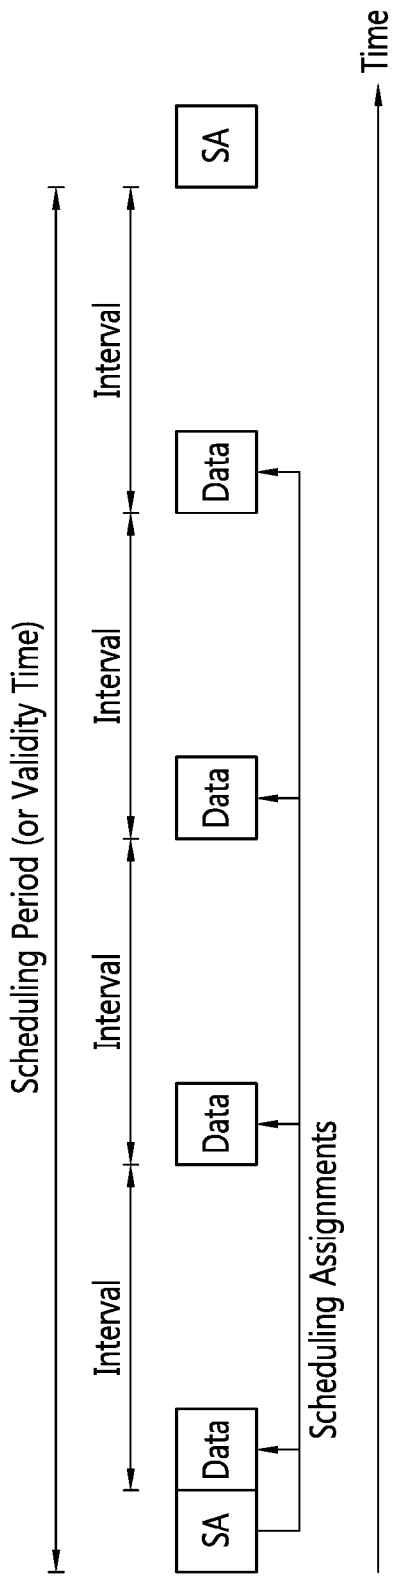 Scheduling Period (or Validity Time)
Interval
Interval
Interval
Interval
SA
Data
Data
Data
Data
SA
Scheduling Assignments
Time